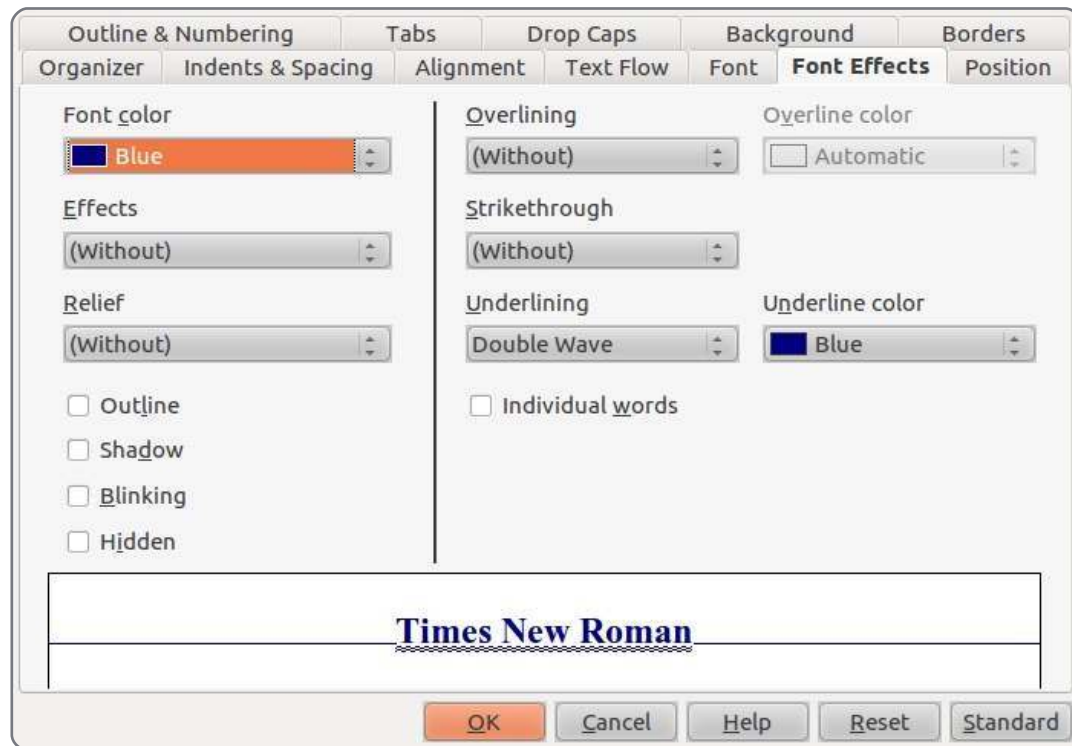 Outline & Numbering Tabs Drop Caps Background Borders
Organizer Indents & Spacing Alignment Text Flow Font Font Effects Position
Font color Overlining Overline color
Blue (Without) Automatic
Effects Strikethrough
(Without) (Without)
Relief Underlining Underline color
(Without) Double Wave Blue
Outline Individual words
Shadow
Blinking
Hidden
Times New Roman
OK Cancel Help Reset Standard